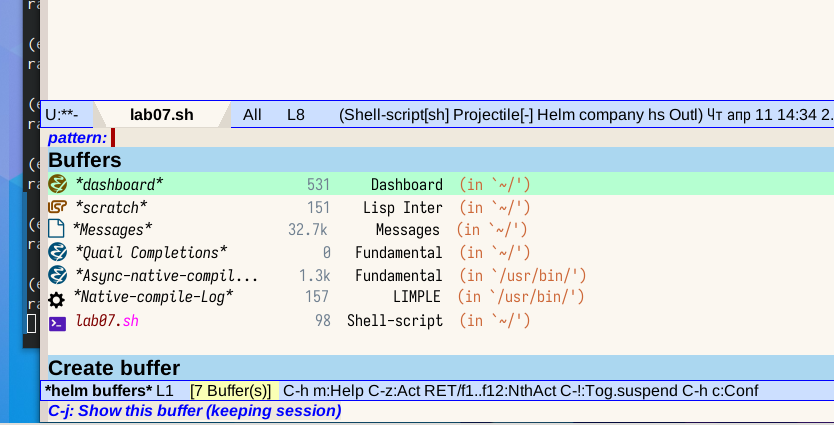 ra
(e
ra
(e
ra
(e
ra
(e
ra
(e
ra
U:**- lab07.sh All L8 (Shell-script[sh] Projectile[-] Helm company hs Outl) Чт апр 11 14:34 2.
pattern:
Buffers
*dashboard* 531 Dashboard (in `~/')
*scratch* 151 Lisp Inter (in `~/')
*Messages* 32.7k Messages (in `~/')
*Quail Completions* 0 Fundamental (in `~/')
*Async-native-compil... 1.3k Fundamental (in `/usr/bin/')
*Native-compile-Log* 157 LIMPLE (in `/usr/bin/')
lab07.sh 98 Shell-script (in `~/')
Create buffer
*helm buffers* L1 [7 Buffer(s)] C-h m:Help C-z:Act RET/f1..f12:NthAct C-!:Tog.suspend C-h c:Conf
C-j: Show this buffer (keeping session)